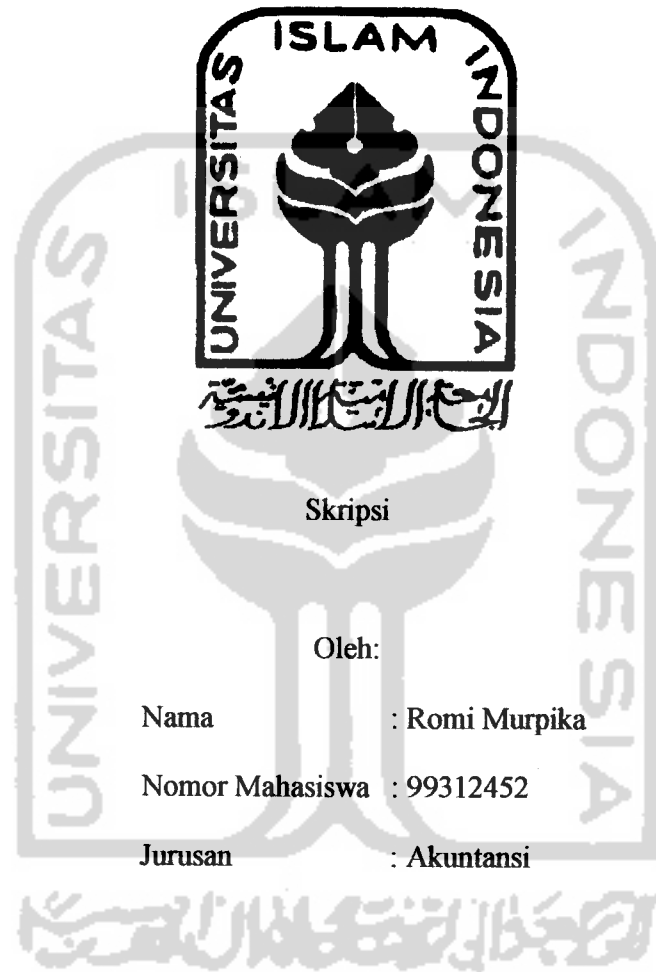 UNIVERSITAS ISLAM INDONESIA
Skripsi
Oleh:
Nama : Romi Murpika
Nomor Mahasiswa : 99312452
Jurusan : Akuntansi